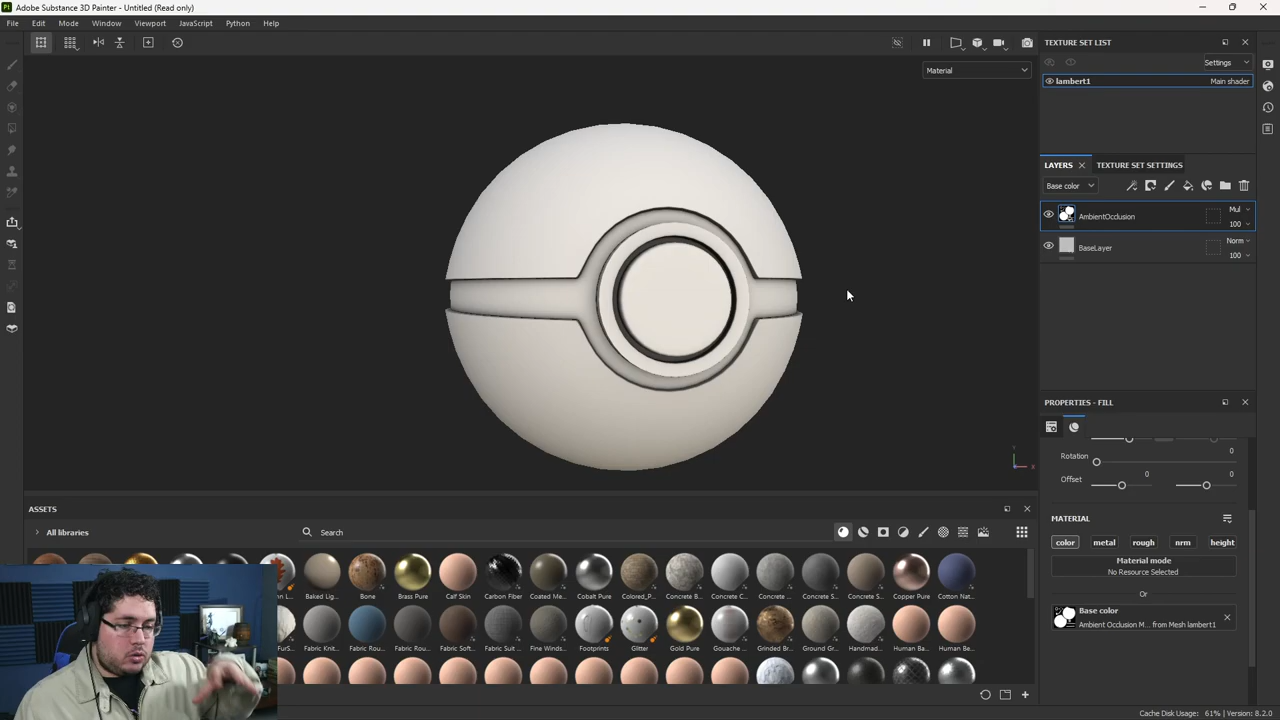 Adobe Substance 3D Painter - Untitled (Read only)
File Edit Mode Window Viewport JavaScript Python Help
Material
TEXTURE SET LIST
Settings
lambert1 Main shader
LAYERS TEXTURE SET SETTINGS
Base color
AmbientOcclusion Mul 100
BaseLayer Norm 100
PROPERTIES - FILL
0
Rotation 0
Offset 0 0
MATERIAL
color metal rough nrm height
Material mode
No Resource Selected
Or
Base color
Ambient Occlusion M... from Mesh lambert1
ASSETS
All libraries Search
Baked Lig... Bone Brass Pure Calf Skin Carbon Fiber Coated Me... Cobalt Pure Colored_P... Concrete B... Concrete C... Concrete ... Concrete S... Concrete S... Copper Pure Cotton Nat...
Fabric Knit... Fabric Rou... Fabric Rou... Fabric Soft... Fabric Suit ... Fine Winds... Footprints Glitter Gold Pure Gouache ... Grinded Br... Ground Gra... Handmad... Human Ba... Human Be...
Cache Disk Usage: 61% | Version: 8.2.0